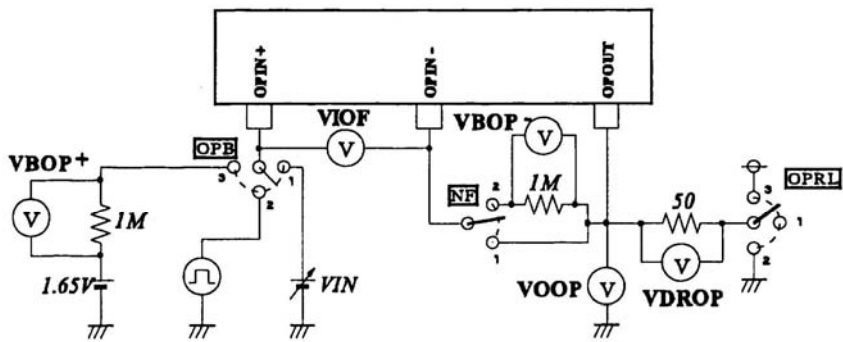 OPIN+
OPIN-
OPOUT
VIOF
V
VBOP-
V
OPB
VBOP+
3
1
2
V
1M
NF
2
1M
1
50
3
OPRL
1
2
1.65V
VIN
VOOP
V
V
VDROP